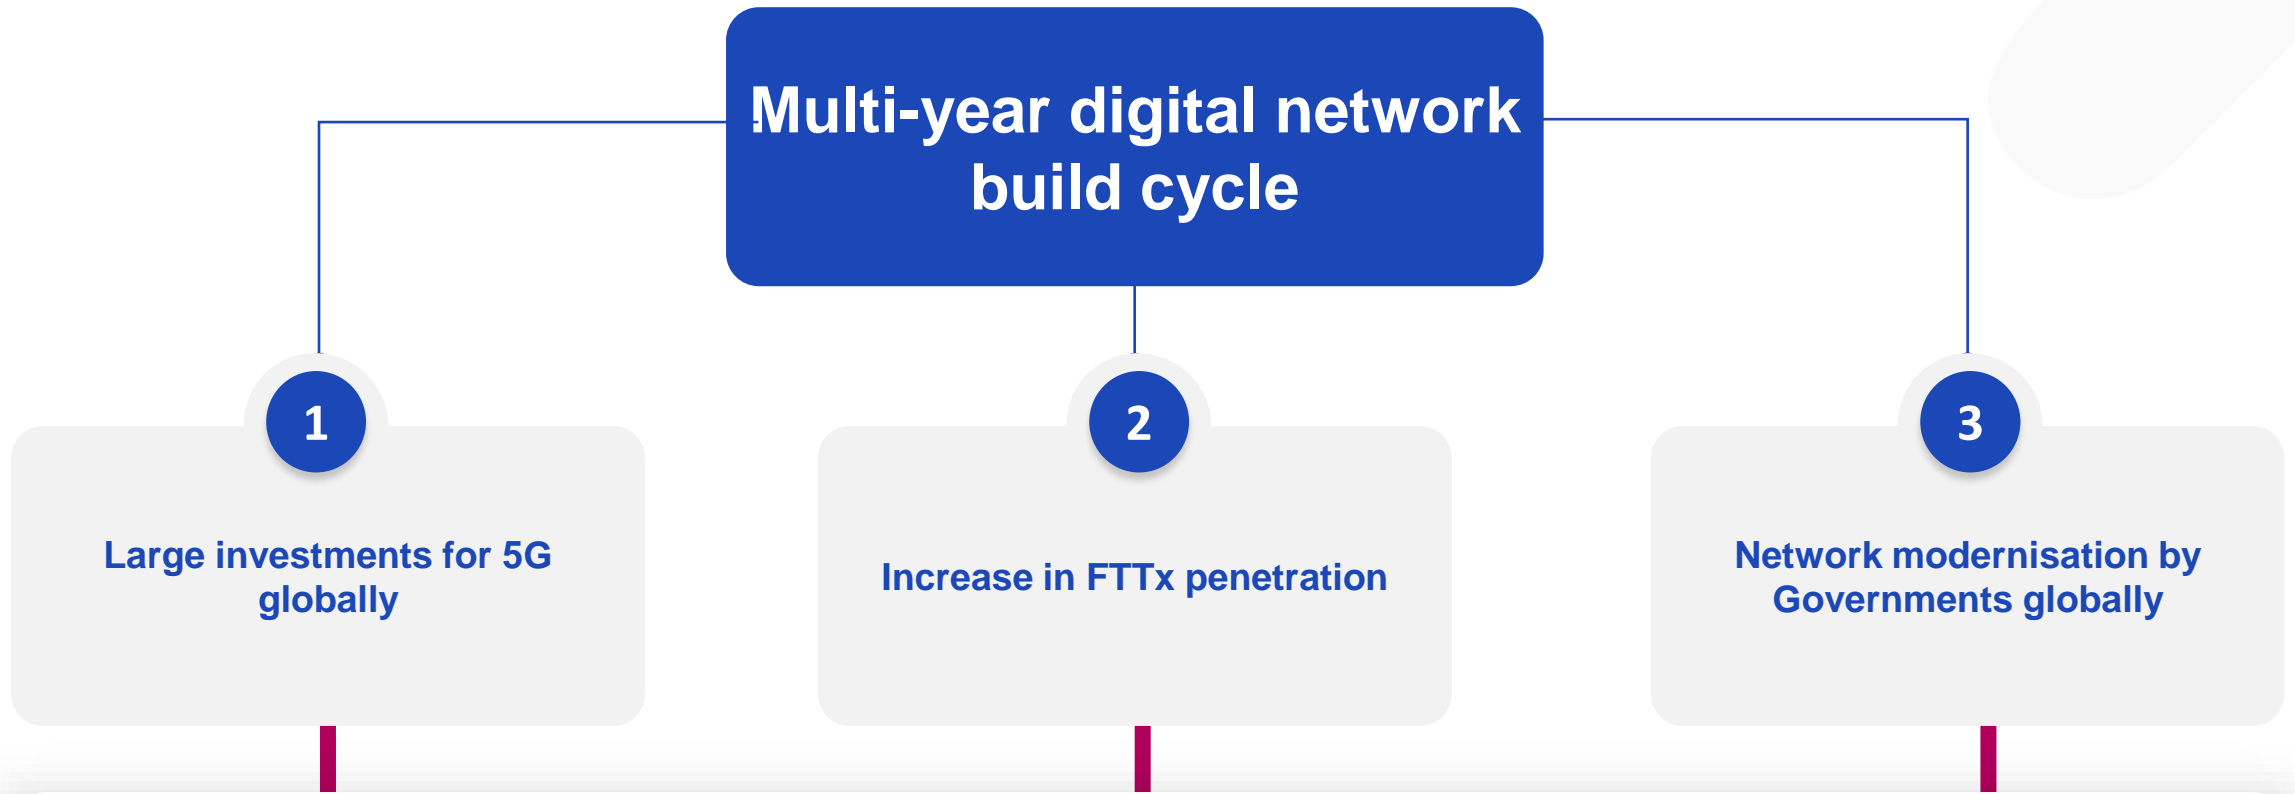 Multi-year digital network
build cycle
1
2
3
Large investments for 5G
globally
Increase in FTTx penetration
Network modernisation by
Governments globally